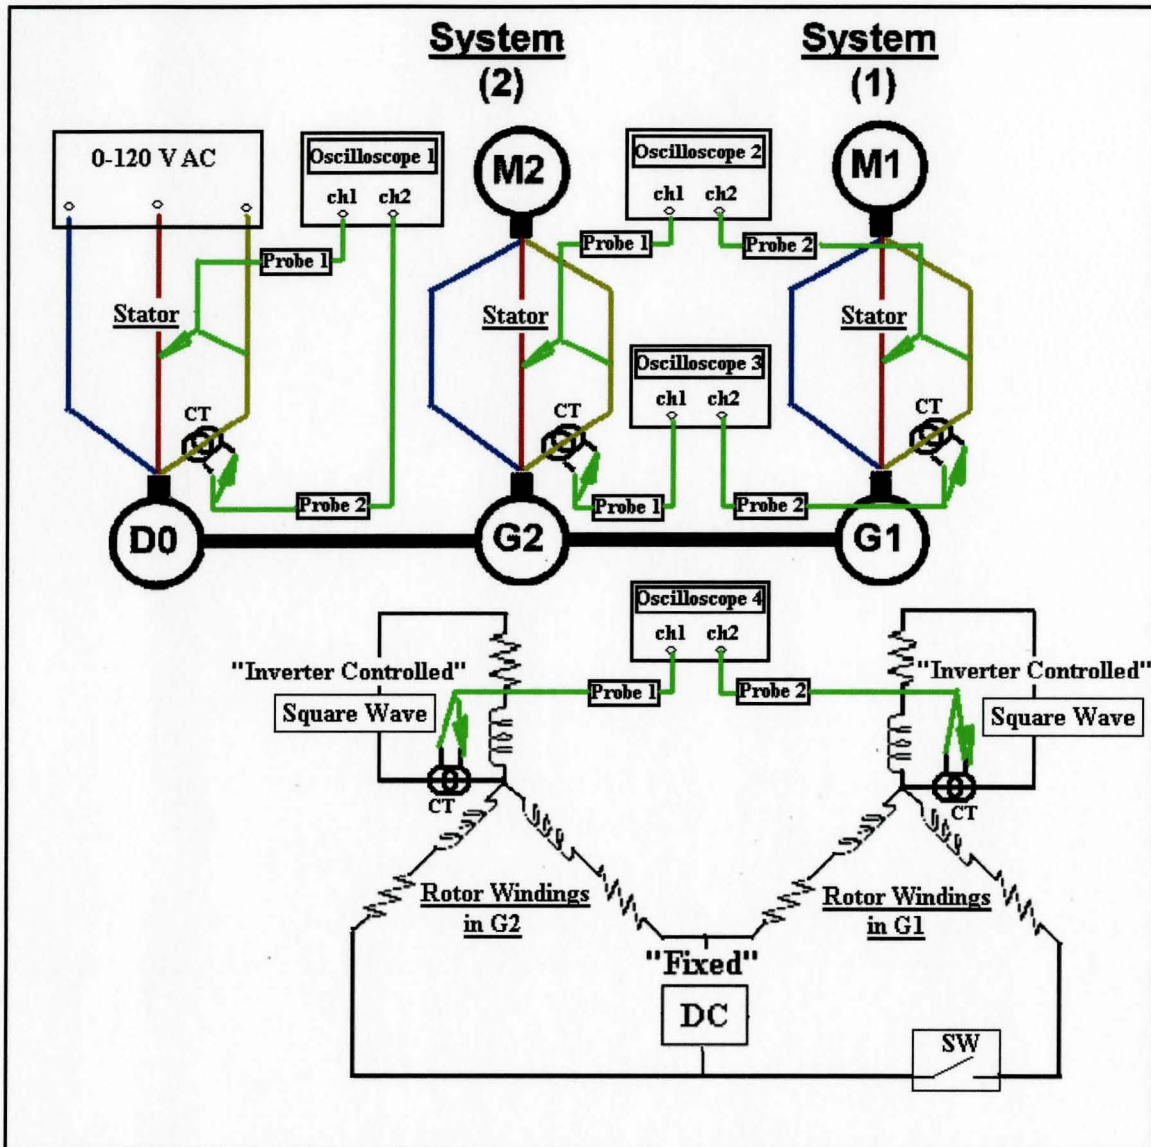 System
(2)
System
(1)
0-120 V AC
Oscilloscope 1
ch1 ch2
M2
Oscilloscope 2
ch1 ch2
M1
Probe 1
Probe 1
Probe 2
Stator
Stator
Stator
Oscilloscope 3
ch1 ch2
CT
CT
CT
Probe 2
Probe 1
Probe 2
D0
G2
G1
Oscilloscope 4
ch1 ch2
"Inverter Controlled"
Square Wave
Probe 1
Probe 2
"Inverter Controlled"
Square Wave
CT
CT
Rotor Windings
in G2
Rotor Windings
in G1
"Fixed"
DC
SW